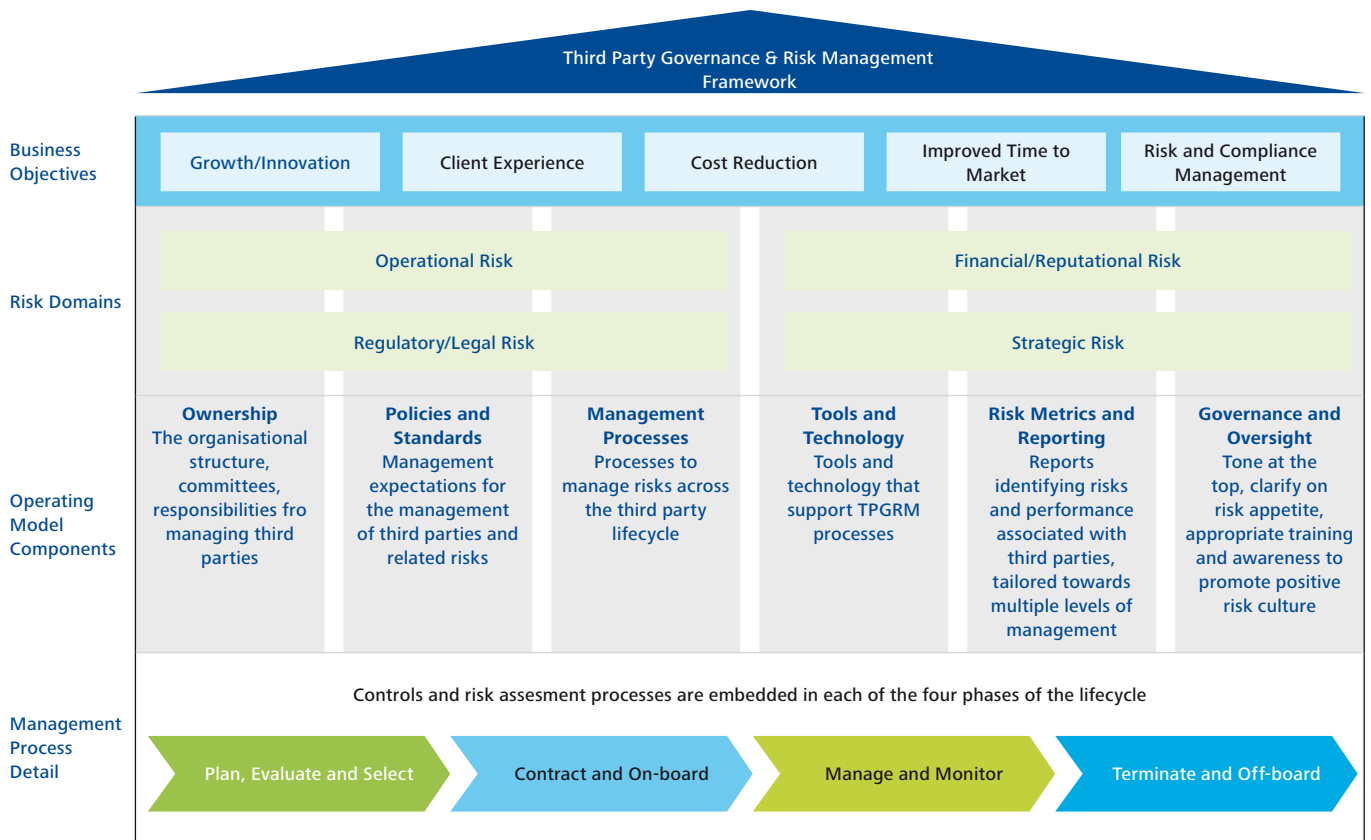 Third Party Governance & Risk Management
Framework
Business
Objectives
Growth/Innovation
Client Experience
Cost Reduction
Improved Time to
Market
Risk and Compliance
Management
Risk Domains
Operational Risk
Financial/Reputational Risk
Regulatory/Legal Risk
Strategic Risk
Operating
Model
Components
Ownership
The organisational
structure,
committees,
responsibilities fro
managing third
parties
Policies and
Standards
Management
expectations for
the management
of third parties and
related risks
Management
Processes
Processes to
manage risks across
the third party
lifecycle
Tools and
Technology
Tools and
technology that
support TPGRM
processes
Risk Metrics and
Reporting
Reports
identifying risks
and performance
associated with
third parties,
tailored towards
multiple levels of
management
Governance and
Oversight
Tone at the
top, clarify on
risk appetite,
appropriate training
and awareness to
promote positive
risk culture
Management
Process
Detail
Controls and risk assesment processes are embedded in each of the four phases of the lifecycle
Plan, Evaluate and Select
Contract and On-board
Manage and Monitor
Terminate and Off-board